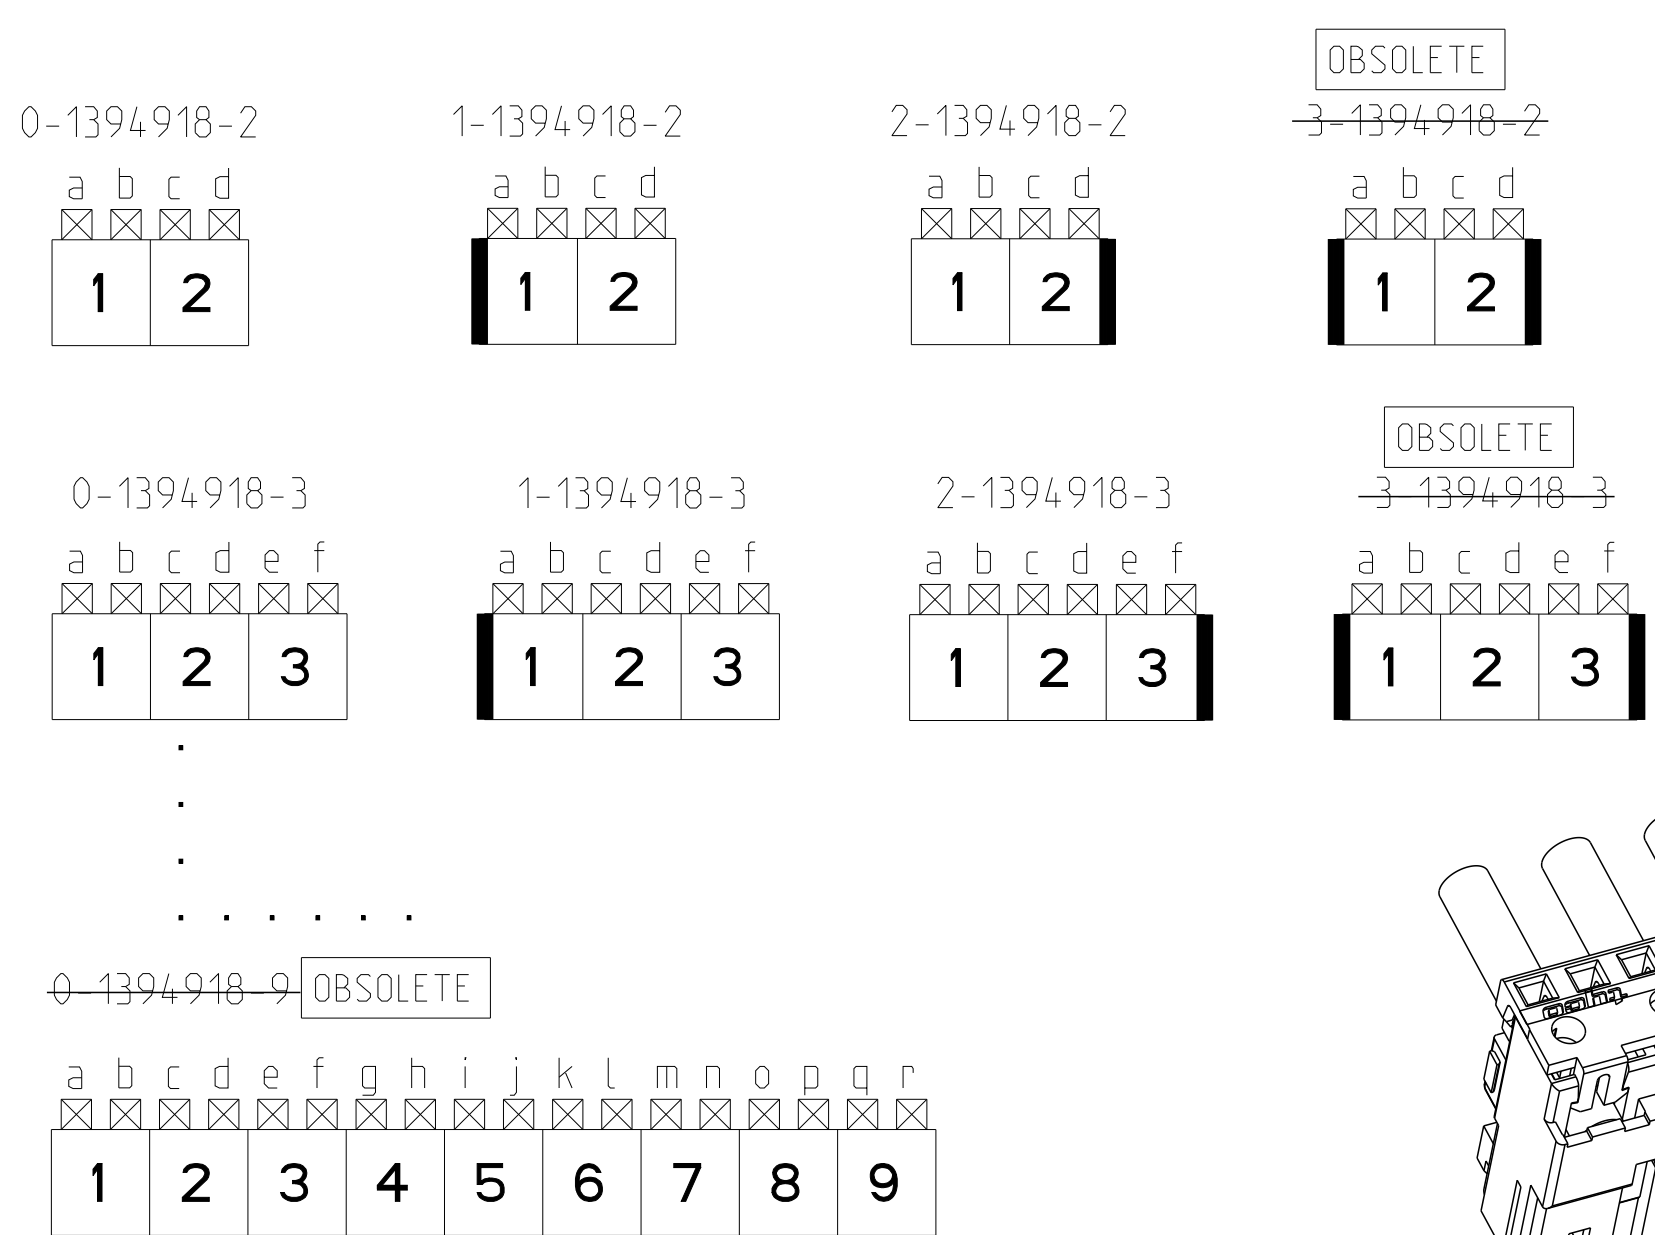 OBSOLETE
0-1394918-2 1-1394918-2 2-1394918-2 3-1394918-2
a b c d a b c d a b c d a b c d
1 2 1 2 1 2 1 2
OBSOLETE
0-1394918-3 1-1394918-3 2-1394918-3 3-1394918-3
a b c d e f a b c d e f a b c d e f a b c d e f
1 2 3 1 2 3 1 2 3 1 2 3
0-1394918-9 OBSOLETE
a b c d e f g h i j k l m n o p q r
1 2 3 4 5 6 7 8 9